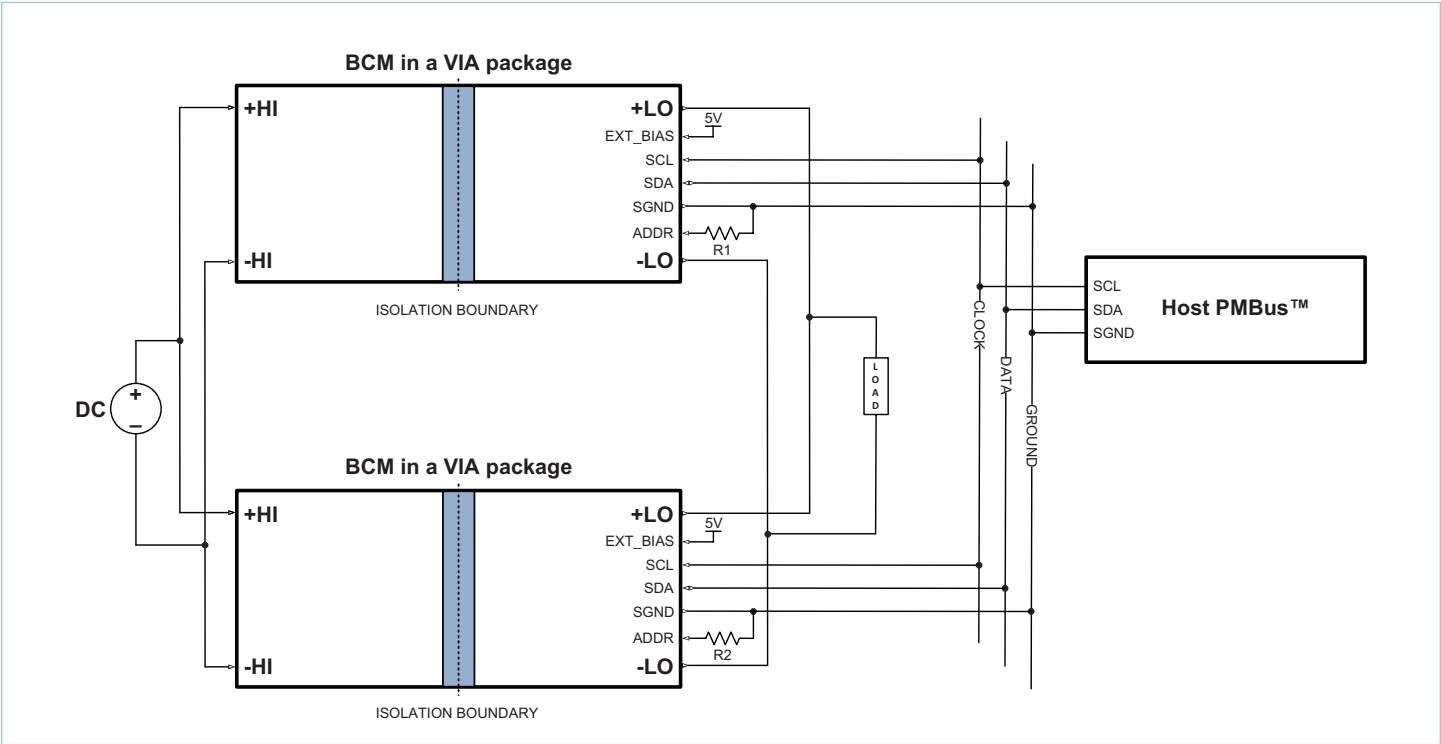 BCM in a VIA package
+HI
-HI
+LO
EXT_BIAS
5V
SCL
SDA
SGND
ADDR
R1
-LO
ISOLATION BOUNDARY
DC
+
–
LOAD
CLOCK
DATA
GROUND
SCL
SDA
SGND
Host PMBus™
BCM in a VIA package
+HI
-HI
+LO
EXT_BIAS
5V
SCL
SDA
SGND
ADDR
R2
-LO
ISOLATION BOUNDARY